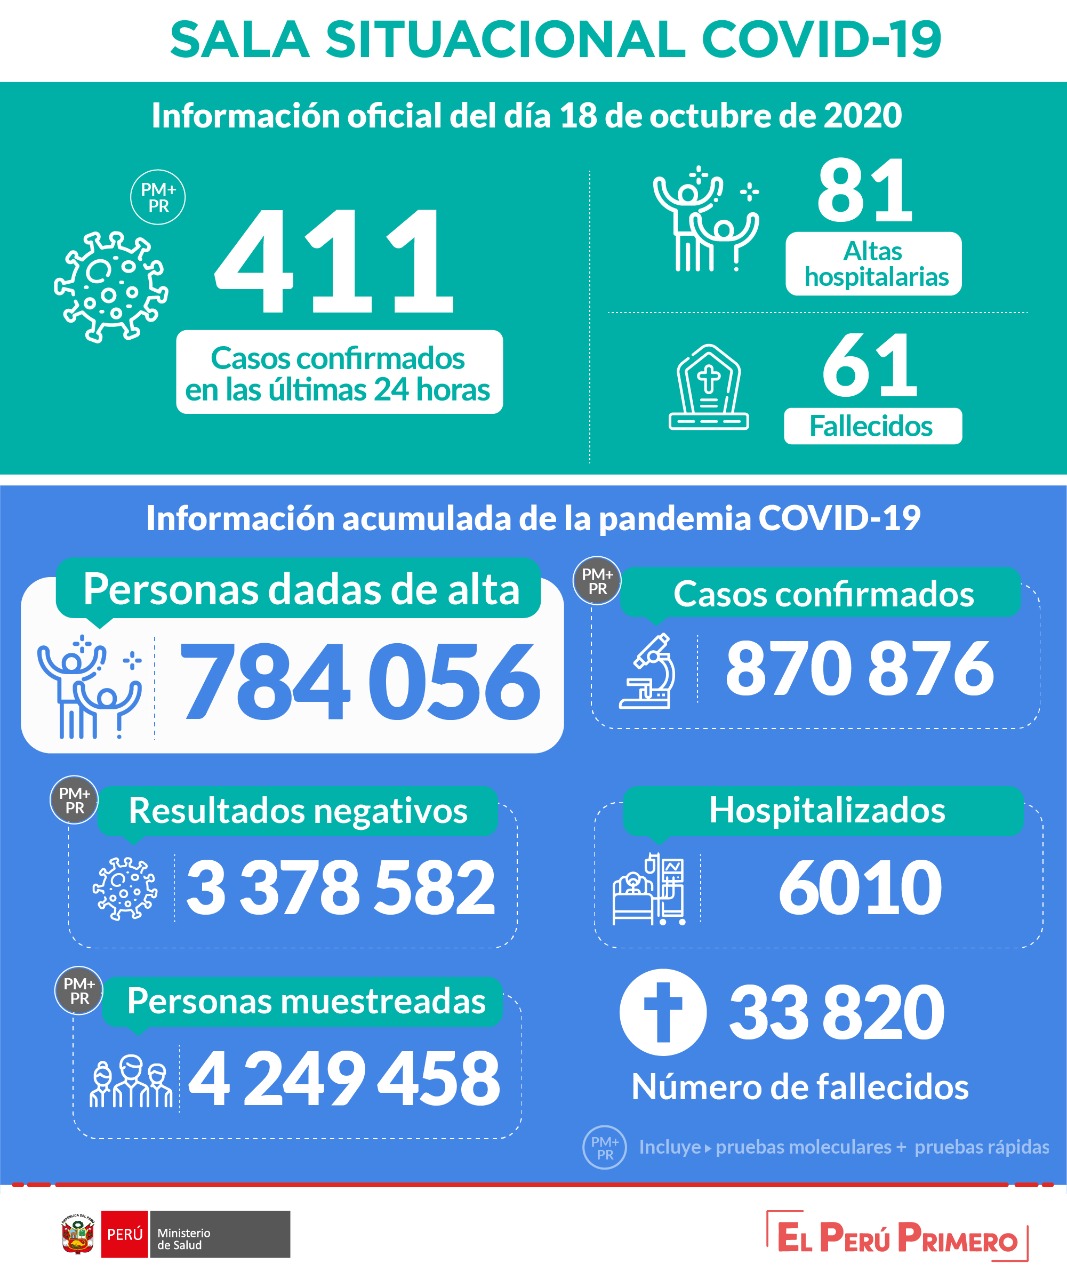 SALA SITUACIONAL COVID-19
Información oficial del día 18 de octubre de 2020
PM+
PR
411
Casos confirmados
en las últimas 24 horas
81
Altas
hospitalarias
61
Fallecidos
Información acumulada de la pandemia COVID-19
Personas dadas de alta
784 056
PM+
PR
Casos confirmados
870 876
PM+
PR
Resultados negativos
3 378 582
Hospitalizados
6010
PM+
PR
Personas muestreadas
4 249 458
33 820
Número de fallecidos
PM+
PR
Incluye ▸ pruebas moleculares + pruebas rápidas
PERÚ
Ministerio
de Salud
EL PERÚ PRIMERO